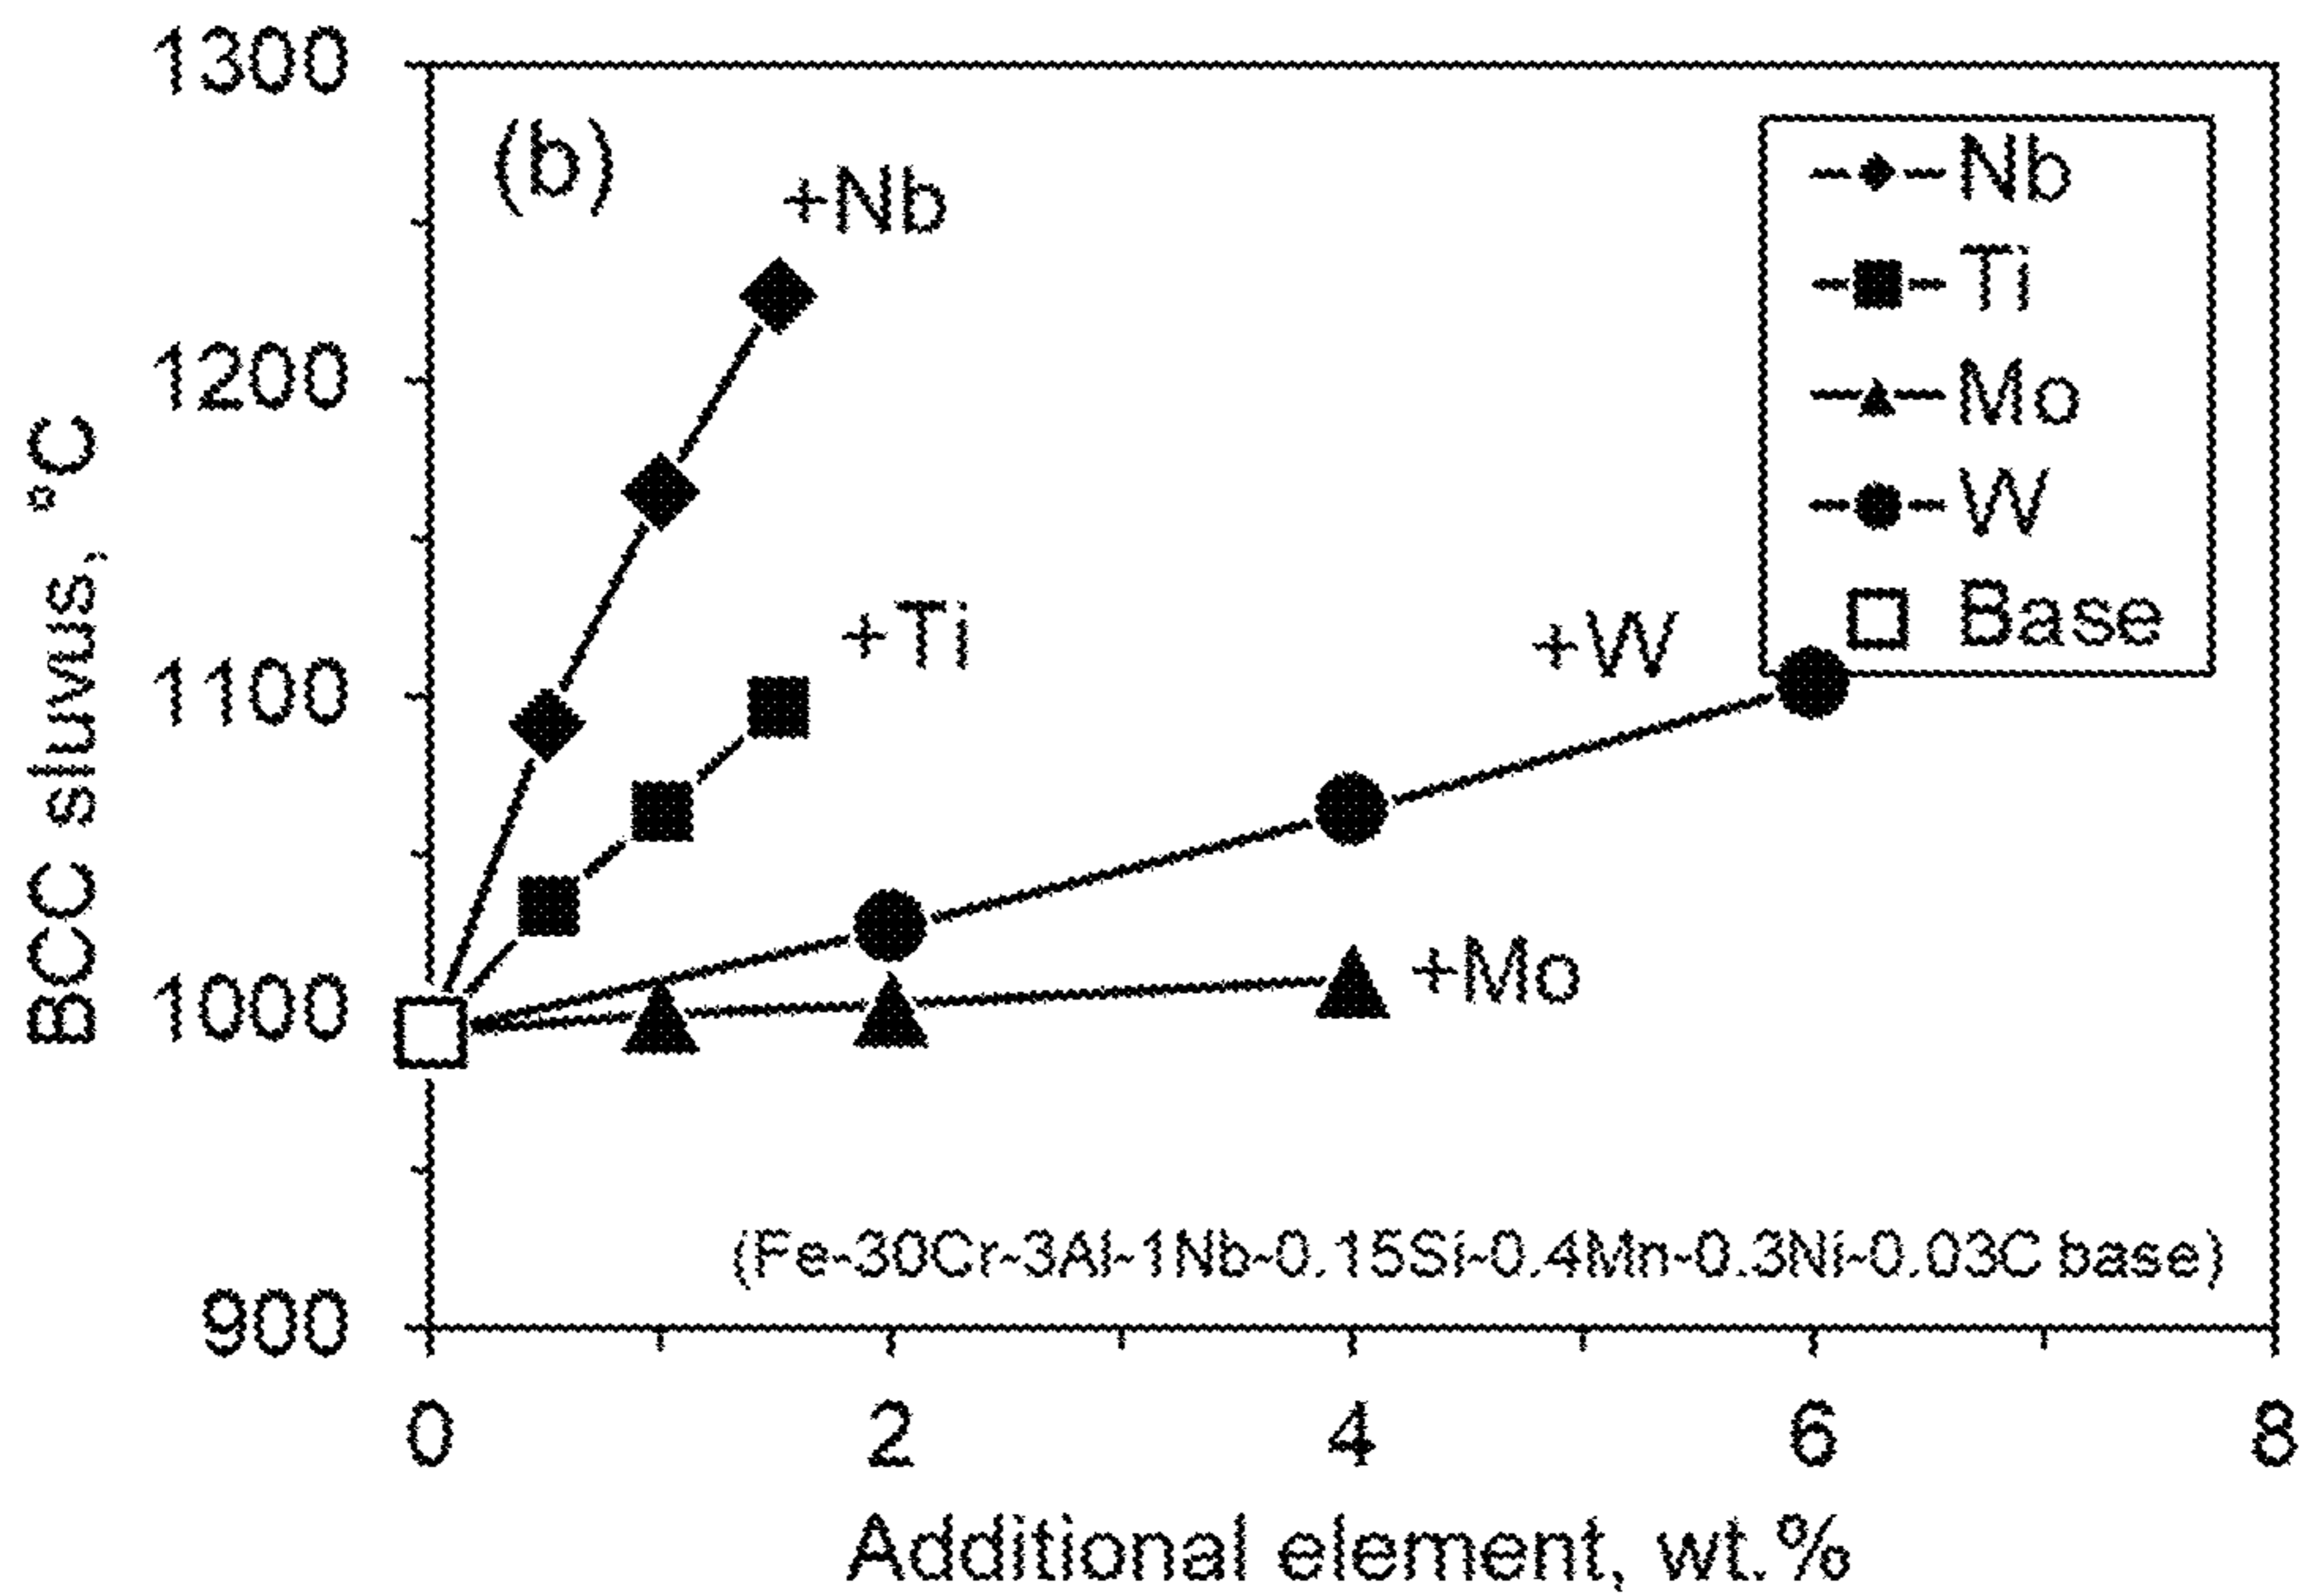 1300
1200
1100
1000
900
BCC sluvus, °C
(b)
+Nb
+Ti
+W
+Mo
Nb
Ti
Mo
W
Base
(Fe-30Cr-3Al-1Nb-0.15Si-0.4Mn-0.3Ni-0.03C base)
0 2 4 6 8
Additional element, wt.%